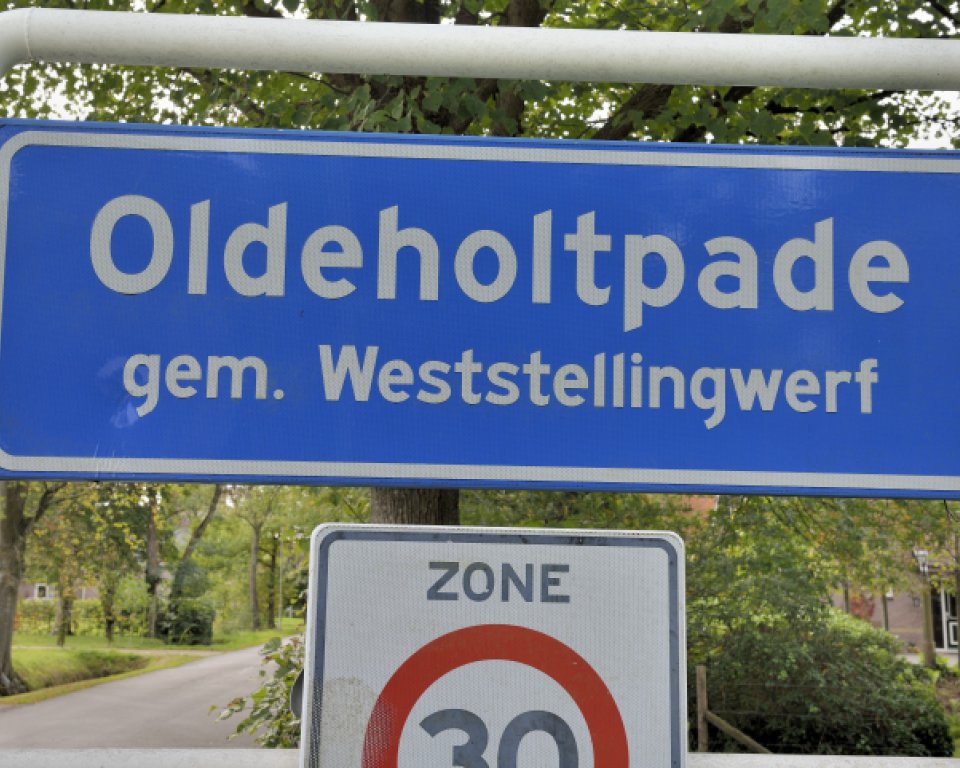 Oldeholtpade
gem. Weststellingwerf
ZONE
30